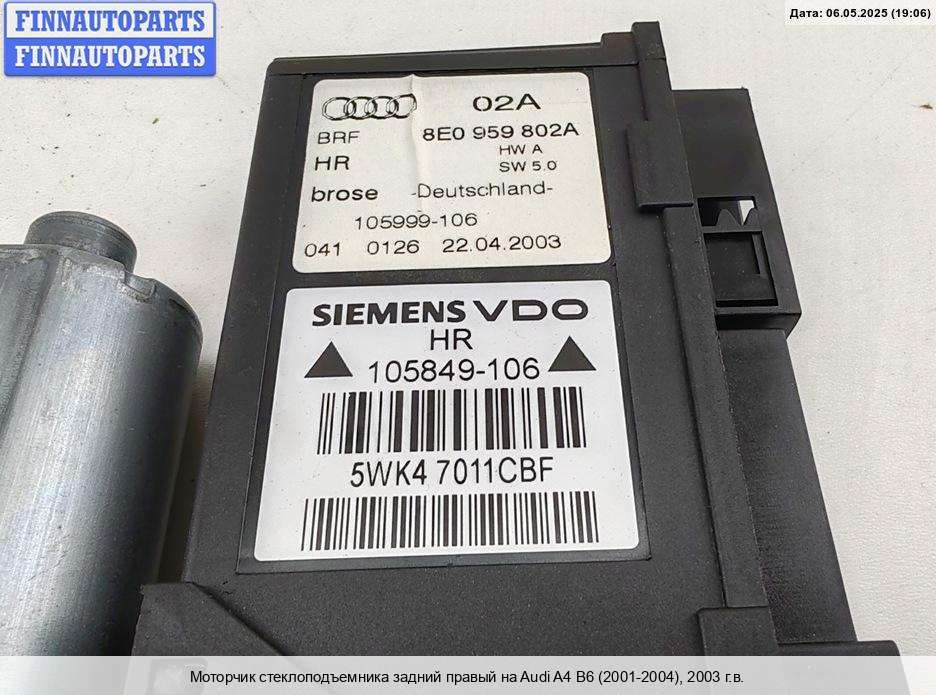 FINNAUTOPARTS
FINNAUTOPARTS
Дата: 06.05.2025 (19:06)
02A
BRF 8E0 959 802A
HR HW A
SW 5.0
brose -Deutschland-
105999-106
041 0126 22.04.2003
SIEMENS VDO
HR
105849-106
5WK4 7011CBF
Моторчик стеклоподъемника задний правый на Audi A4 B6 (2001-2004), 2003 г.в.